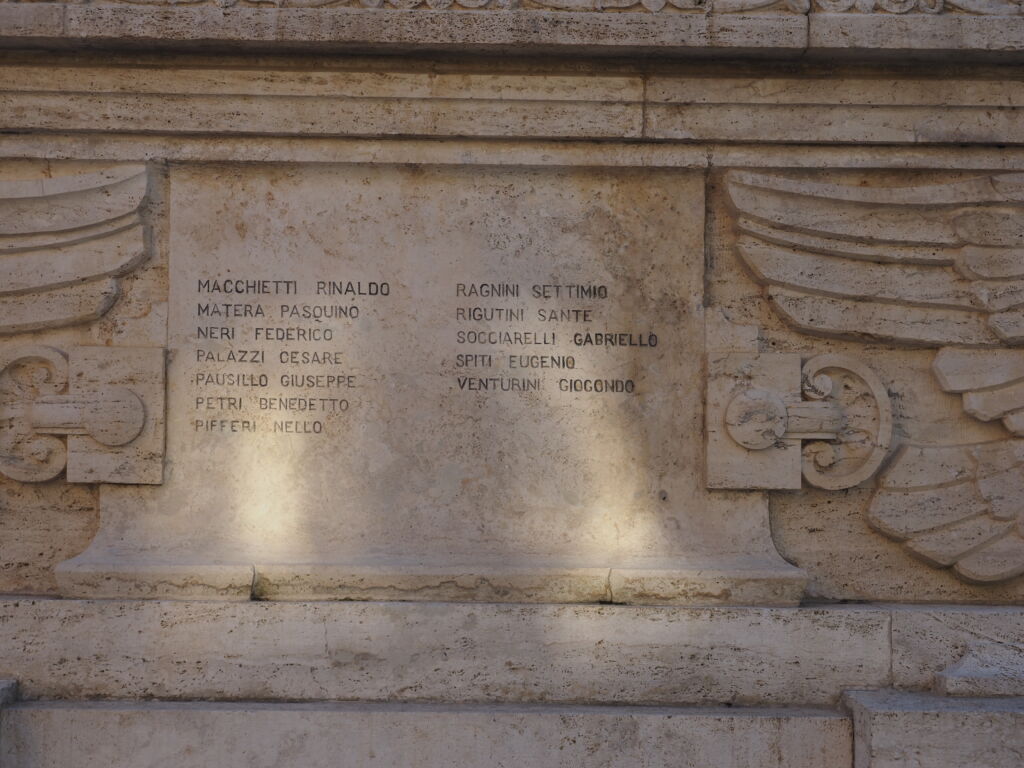 MACCHIETTI RINALDO
MATERA PASQUINO
NERI FEDERICO
PALAZZI CESARE
PAUSILLO GIUSEPPE
PETRI BENEDETTO
PIFFERI NELLO
RAGNINI SETTIMIO
RIGUTINI SANTE
SOCCIARELLI GABRIELLO
SPITI EUGENIO
VENTURINI GIOCONDO